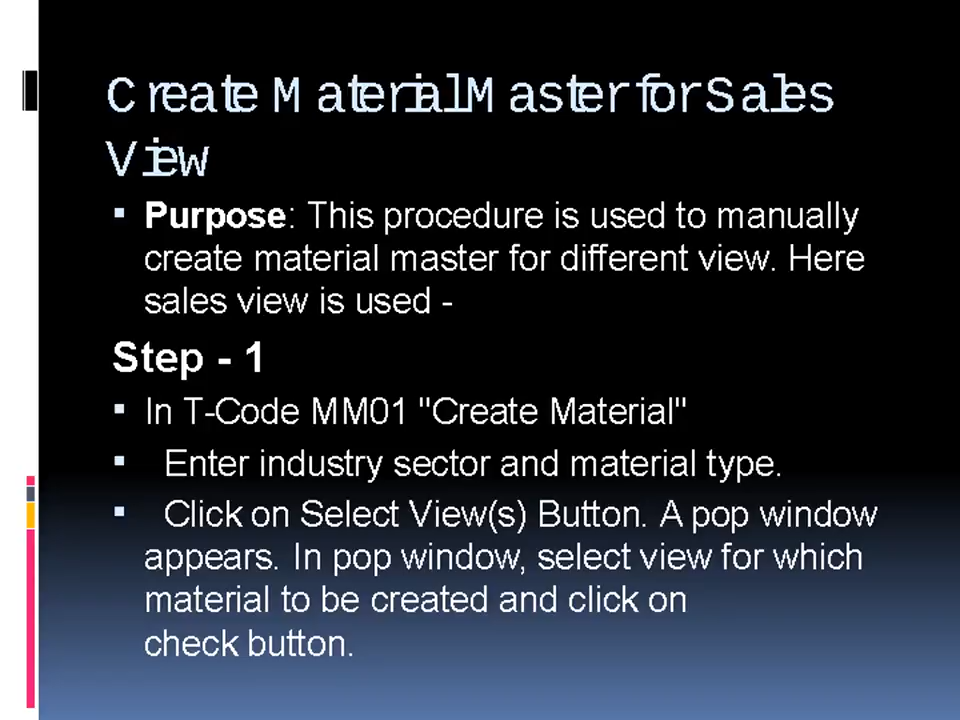 Create Material Master for Sales
View
▪ Purpose: This procedure is used to manually
create material master for different view. Here
sales view is used -
Step - 1
▪ In T-Code MM01 "Create Material"
▪ Enter industry sector and material type.
▪ Click on Select View(s) Button. A pop window
appears. In pop window, select view for which
material to be created and click on
check button.